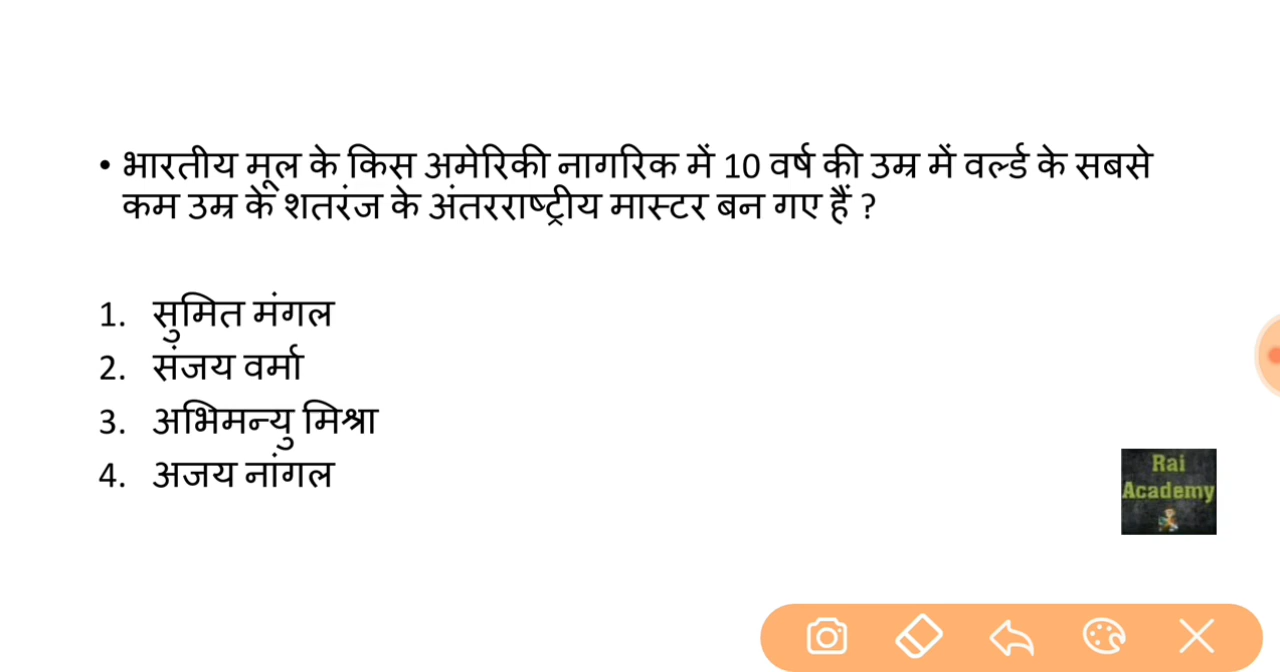 • भारतीय मूल के किस अमेरिकी नागरिक में 10 वर्ष की उम्र में वर्ल्ड के सबसे
कम उम्र के शतरंज के अंतरराष्ट्रीय मास्टर बन गए हैं ?
1. सुमित मंगल
2. संजय वर्मा
3. अभिमन्यु मिश्रा
4. अजय नांगल
Rai
Academy